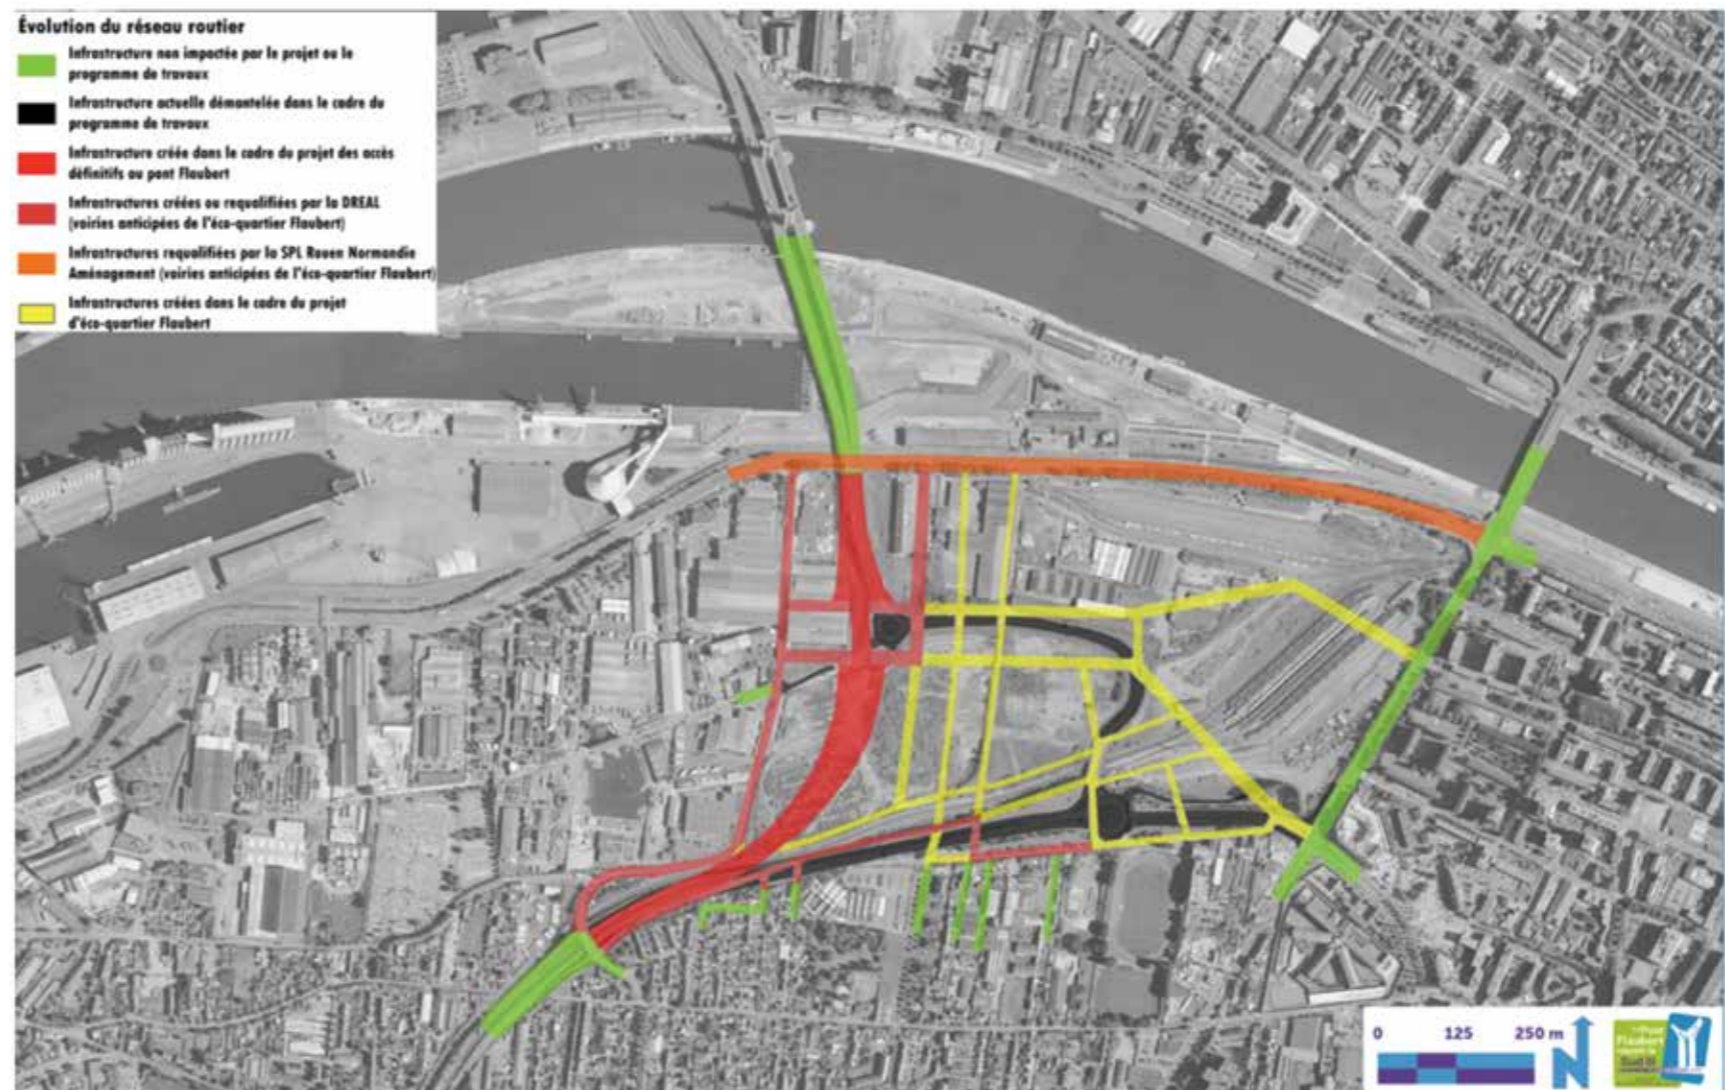 Évolution du réseau routier
Infrastructure non impactée par le projet ou le
programme de travaux
Infrastructure actuelle démantelée dans le cadre du
programme de travaux
Infrastructure créée dans le cadre du projet des accès
définitifs au pont Flaubert
Infrastructures créées ou requalifiées par la DREAL
(voiries anticipées de l'éco-quartier Flaubert)
Infrastructures requalifiées par la SPL Rouen Normandie
Aménagement (voiries anticipées de l'éco-quartier Flaubert)
Infrastructures créées dans le cadre du projet
d'éco-quartier Flaubert
0 125 250 m
N
Flaubert
Sud III